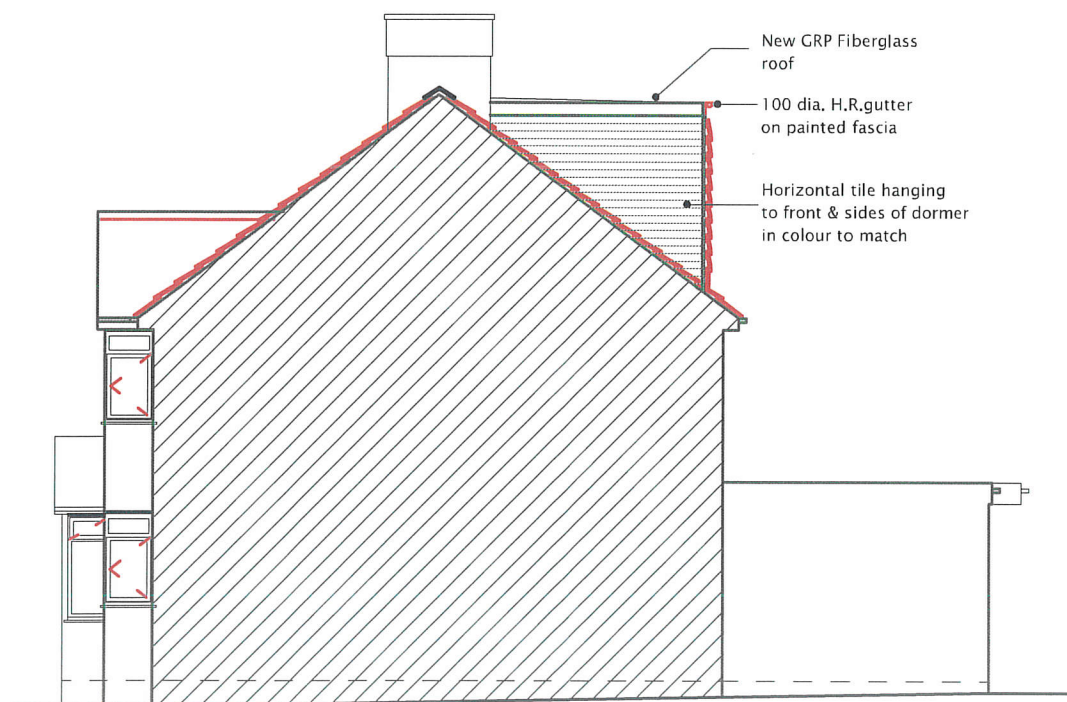 New GRP Fiberglass
roof
100 dia. H.R.gutter
on painted fascia
Horizontal tile hanging
to front & sides of dormer
in colour to match